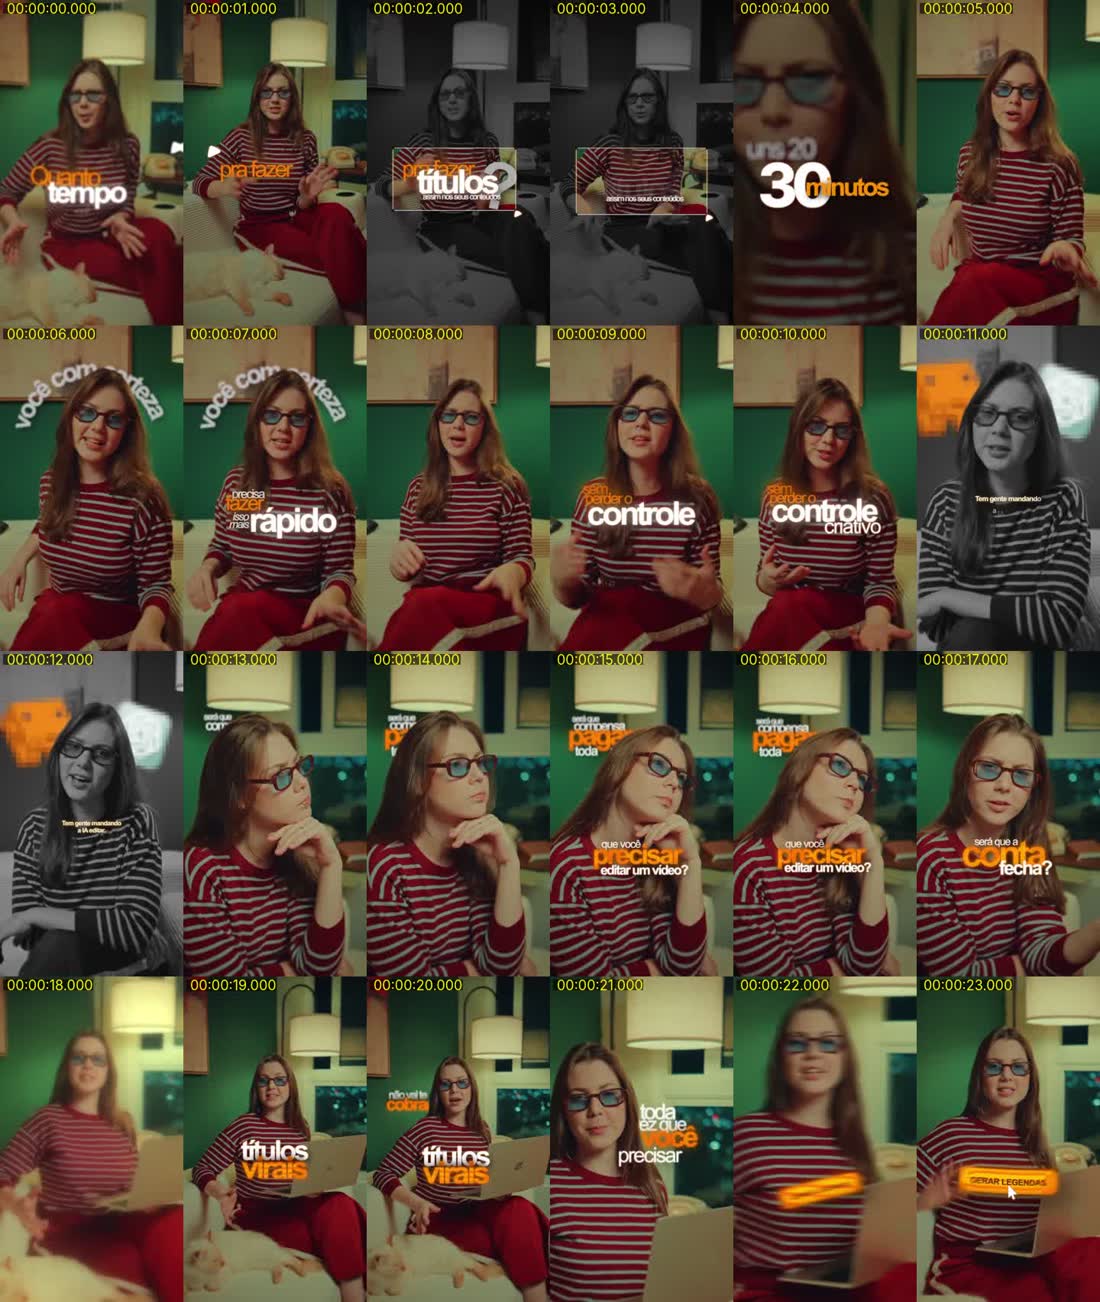 00:00:00.000
Quanto
tempo
00:00:01.000
pra fazer
00:00:02.000
pra fazer
títulos?
assim nos seus conteúdos
00:00:03.000
assim nos seus conteúdos
00:00:04.000
uns 20
30 minutos
00:00:05.000
00:00:06.000
você com certeza
00:00:07.000
você com certeza
precisa
fazer
isso
mais rápido
00:00:08.000
00:00:09.000
sem
perder o
controle
00:00:10.000
sem
perder o
controle
criativo
00:00:11.000
Tem gente mandando
a
00:00:12.000
Tem gente mandando
a IA editar.
00:00:13.000
será que
com
00:00:14.000
será que
com
pa
t
00:00:15.000
será que
compensa
paga
toda
que você
precisar
editar um vídeo?
00:00:16.000
será que
compensa
paga
toda
que você
precisar
editar um vídeo?
00:00:17.000
será que a
conta
fecha?
00:00:18.000
00:00:19.000
títulos
virais
00:00:20.000
não vai te
cobrar
títulos
virais
00:00:21.000
toda
ez que
você
precisar
00:00:22.000
00:00:23.000
GERAR LEGENDAS